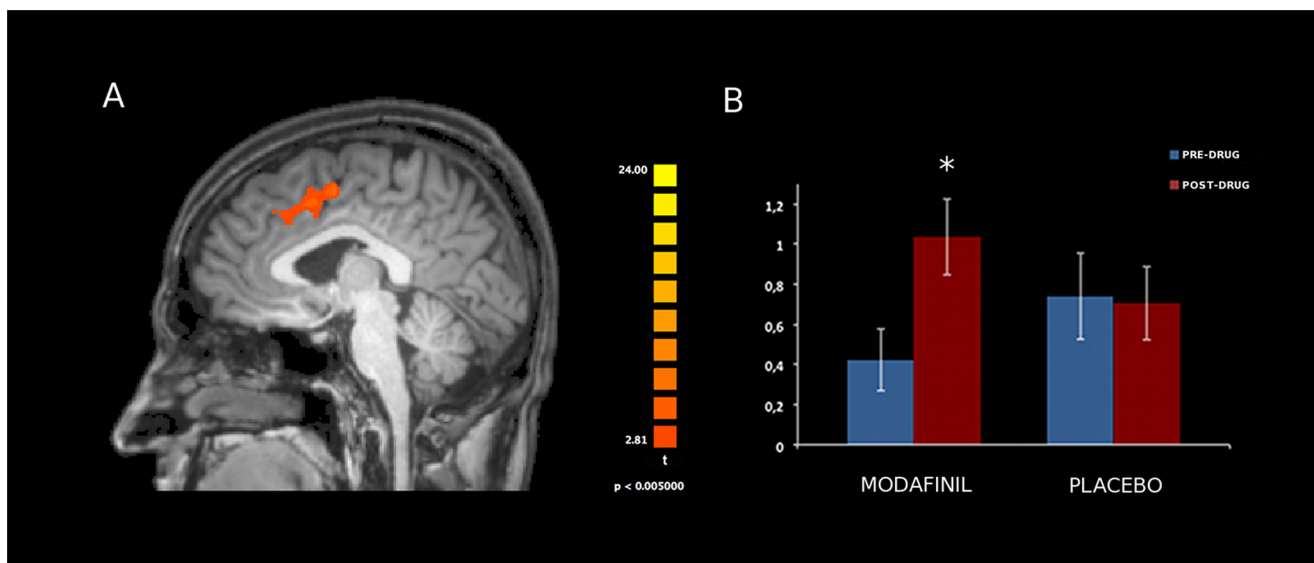 A
24.00
2.81
t
p < 0.005000
B
PRE-DRUG
POST-DRUG
*
1,2
1
0,8
0,6
0,4
0,2
0
MODAFINIL PLACEBO